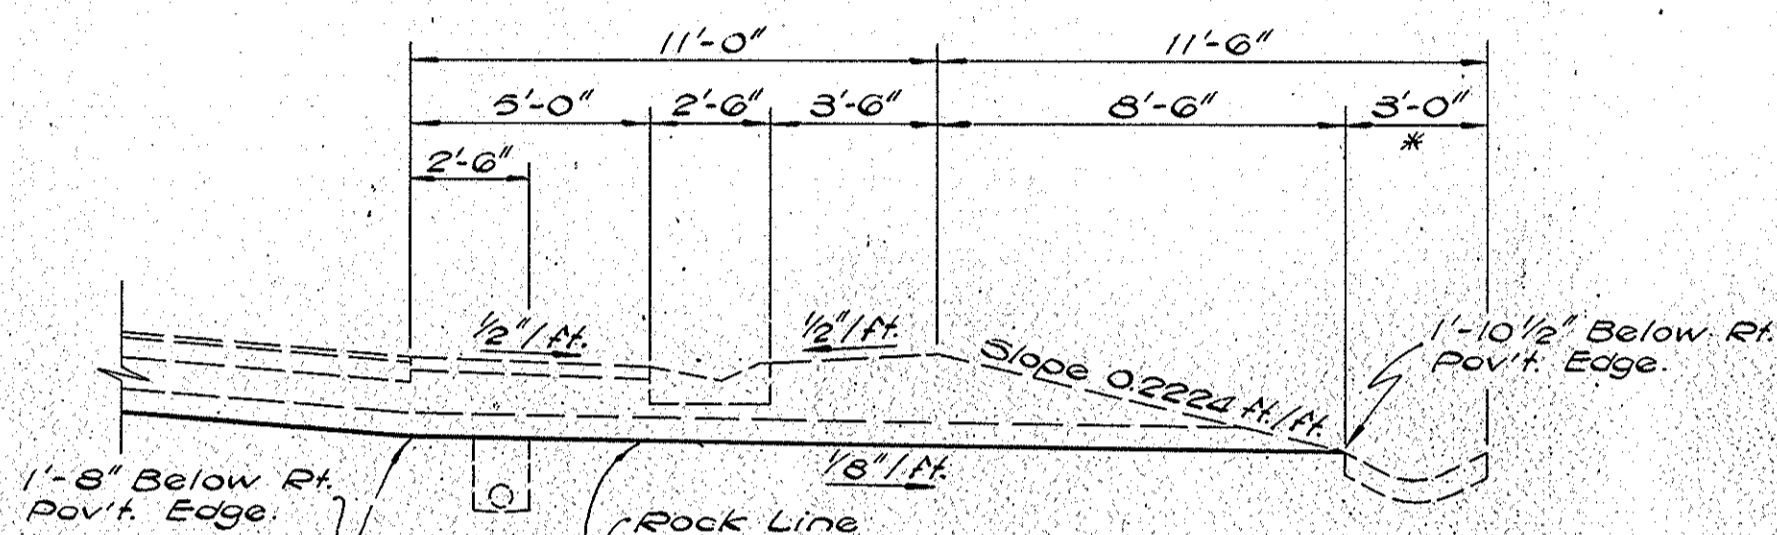 11'-0" 11'-6"
5'-0" 2'-6" 3'-6" 8'-6" 3'-0"
*
2'-6"
1/2"/ft. 1/2"/ft.
Slope 0.2224 ft./ft.
1'-10 1/2" Below Rt.
Pav't. Edge.
1/8"/ft.
1'-8" Below Rt.
Pav't. Edge.
Rock Line